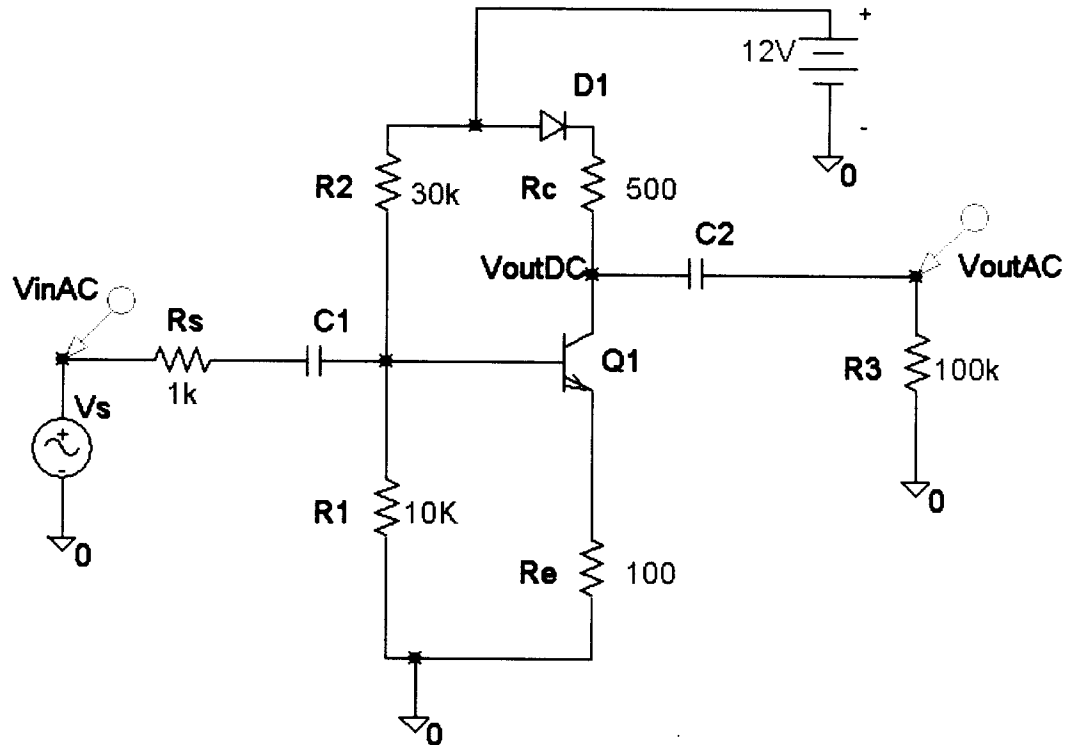 +
12V
-
0
D1
R2
30k
Rc
500
C2
VoutDC
VoutAC
VinAC
Rs
1k
C1
Q1
R3
100k
Vs
+
-
0
0
R1
10K
Re
100
0